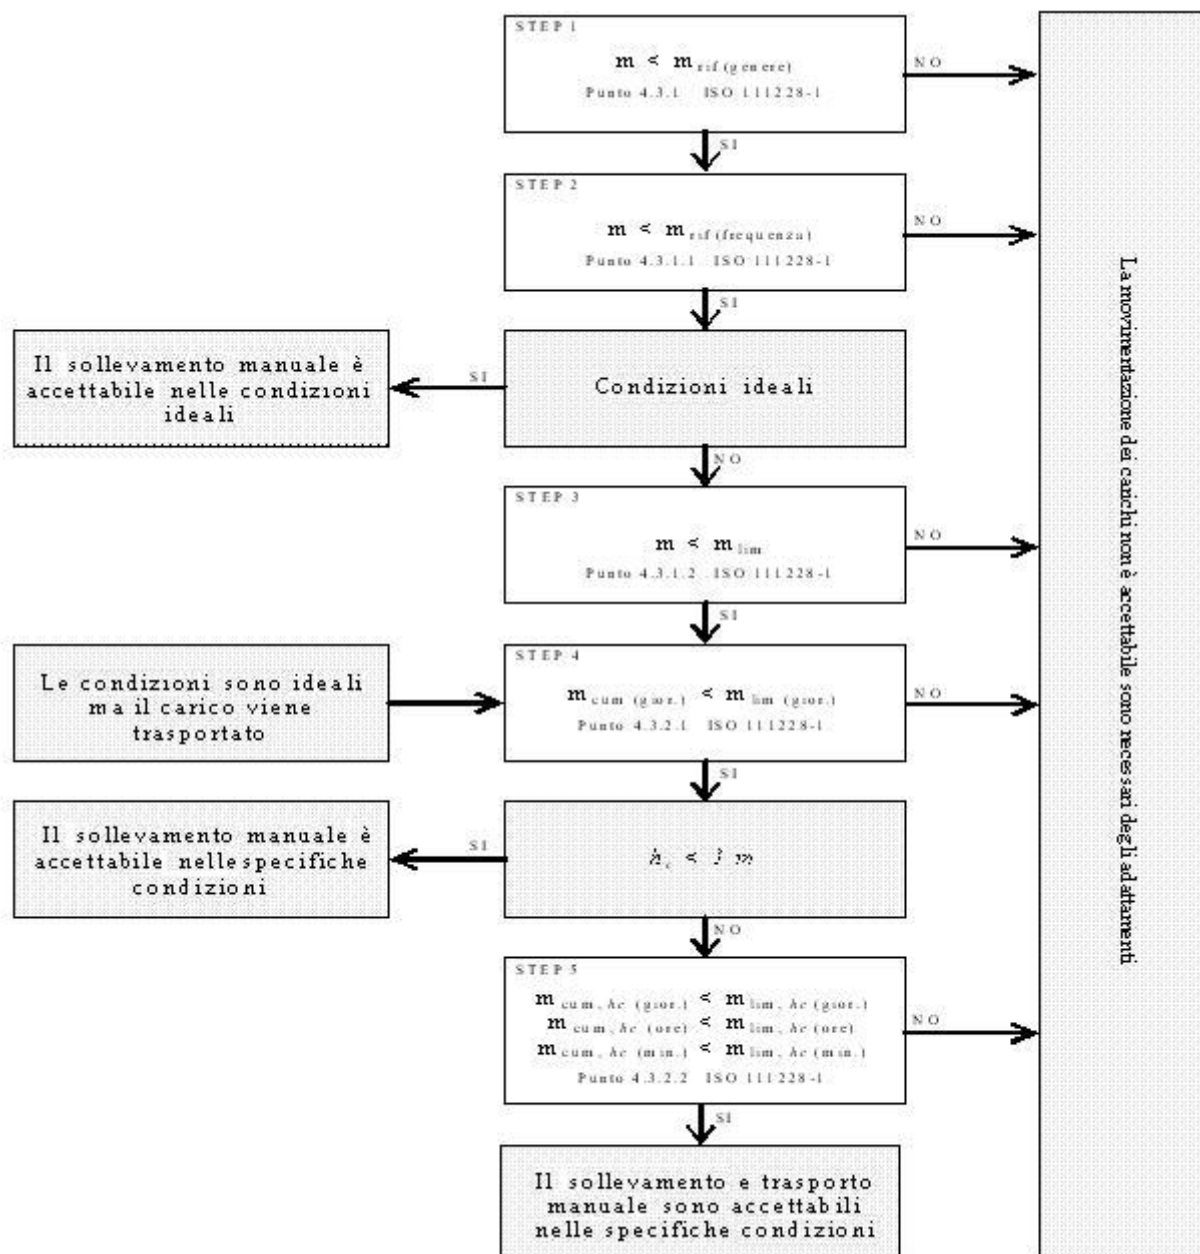 STEP 1
m < m rif (genere)
Punto 4.3.1 ISO 111228-1
NO
SI
STEP 2
m < m rif (frequenza)
Punto 4.3.1.1 ISO 111228-1
NO
SI
Il sollevamento manuale è
accettabile nelle condizioni
ideali
SI
Condizioni ideali
NO
STEP 3
m < m lim
Punto 4.3.1.2 ISO 111228-1
NO
SI
Le condizioni sono ideali
ma il carico viene
trasportato
STEP 4
m cum (gior.) < m lim (gior.)
Punto 4.3.2.1 ISO 111228-1
NO
SI
Il sollevamento manuale è
accettabile nelle specifiche
condizioni
SI
h c < 1 m
NO
STEP 5
m cum, hc (gior.) < m lim, hc (gior.)
m cum, hc (ore) < m lim, hc (ore)
m cum, hc (min.) < m lim, hc (min.)
Punto 4.3.2.2 ISO 111228-1
NO
SI
Il sollevamento e trasporto
manuale sono accettabili
nelle specifiche condizioni
La movimentazione dei carichi non è accettabile sono necessari degli adattamenti